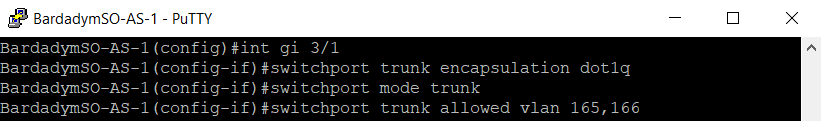 BardadymSO-AS-1 - PuTTY
BardadymSO-AS-1(config)#int gi 3/1
BardadymSO-AS-1(config-if)#switchport trunk encapsulation dot1q
BardadymSO-AS-1(config-if)#switchport mode trunk
BardadymSO-AS-1(config-if)#switchport trunk allowed vlan 165,166